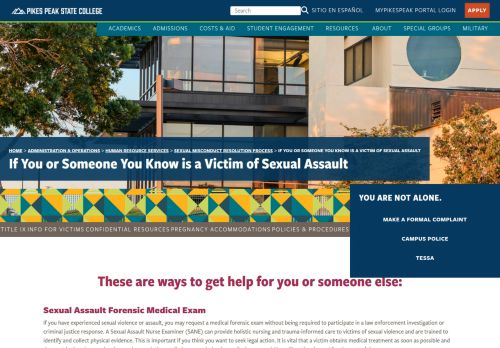 PIKES PEAK STATE COLLEGE
Search
SITIO EN ESPAÑOL
MYPIKESPEAK PORTAL LOGIN
APPLY
ACADEMICS ADMISSIONS COSTS & AID STUDENT ENGAGEMENT RESOURCES ABOUT SPECIAL GROUPS MILITARY
HOME > ADMINISTRATION & OPERATIONS > HUMAN RESOURCE SERVICES > SEXUAL MISCONDUCT RESOLUTION PROCESS > IF YOU OR SOMEONE YOU KNOW IS A VICTIM OF SEXUAL ASSAULT
If You or Someone You Know is a Victim of Sexual Assault
YOU ARE NOT ALONE.
MAKE A FORMAL COMPLAINT
CAMPUS POLICE
TESSA
TITLE IX INFO FOR VICTIMS CONFIDENTIAL RESOURCES PREGNANCY ACCOMMODATIONS POLICIES & PROCEDURES
These are ways to get help for you or someone else:
Sexual Assault Forensic Medical Exam
If you have experienced sexual violence or assault, you may request a medical forensic exam without being required to participate in a law enforcement investigation or
criminal justice response. A Sexual Assault Nurse Examiner (SANE) can provide holistic nursing and trauma-informed care to victims of sexual violence and are trained to
identify and collect physical evidence. This is important if you think you want to seek legal action. It is vital that a victim obtains medical treatment as soon as possible and